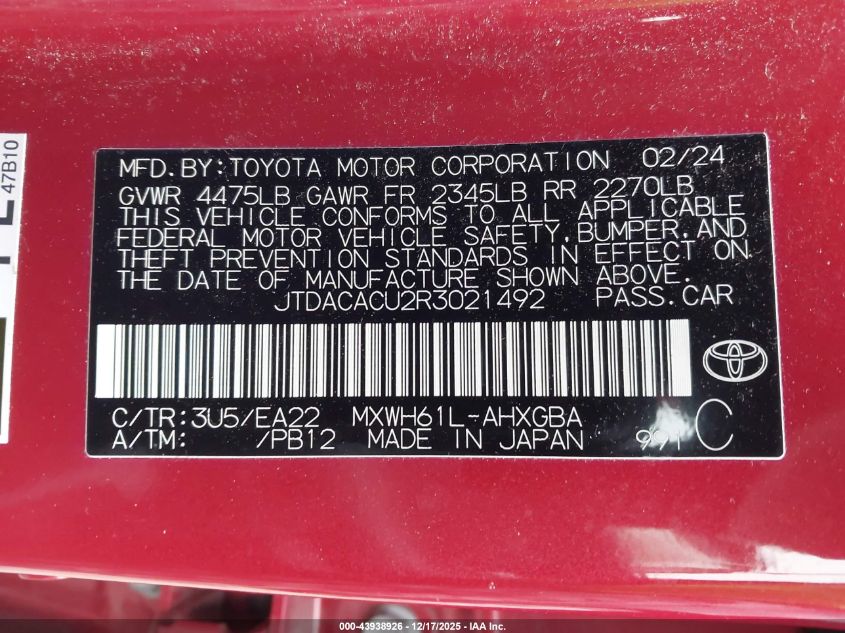 47B10
MFD.BY:TOYOTA MOTOR CORPORATION 02/24
GVWR 4475LB GAWR FR 2345LB RR 2270LB
THIS VEHICLE CONFORMS TO ALL APPLICABLE
FEDERAL MOTOR VEHICLE SAFETY,BUMPER,AND
THEFT PREVENTION STANDARDS IN EFFECT ON
THE DATE OF MANUFACTURE SHOWN ABOVE.
JTDACACU2R3021492 PASS.CAR
C/TR:3U5/EA22 MXWH61L-AHXGBA
A/TM: /PB12 MADE IN JAPAN 991 C
000-43938926 - 12/17/2025 - IAA Inc.